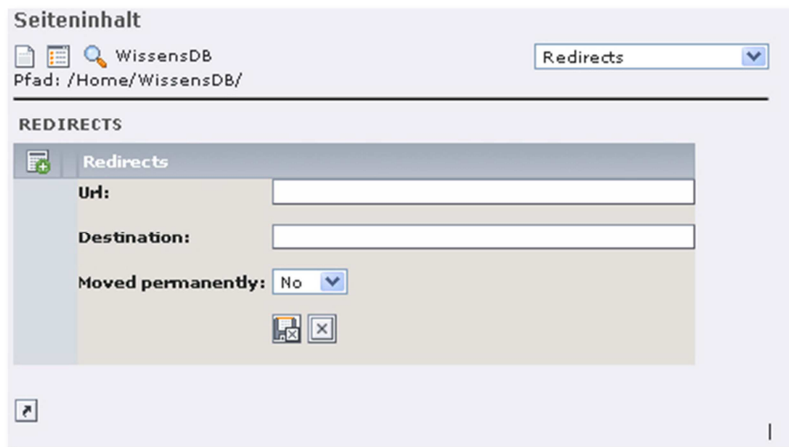 Seiteninhalt
WissensDB
Redirects
Pfad: /Home/WissensDB/
REDIRECTS
Redirects
Url:
Destination:
Moved permanently: No